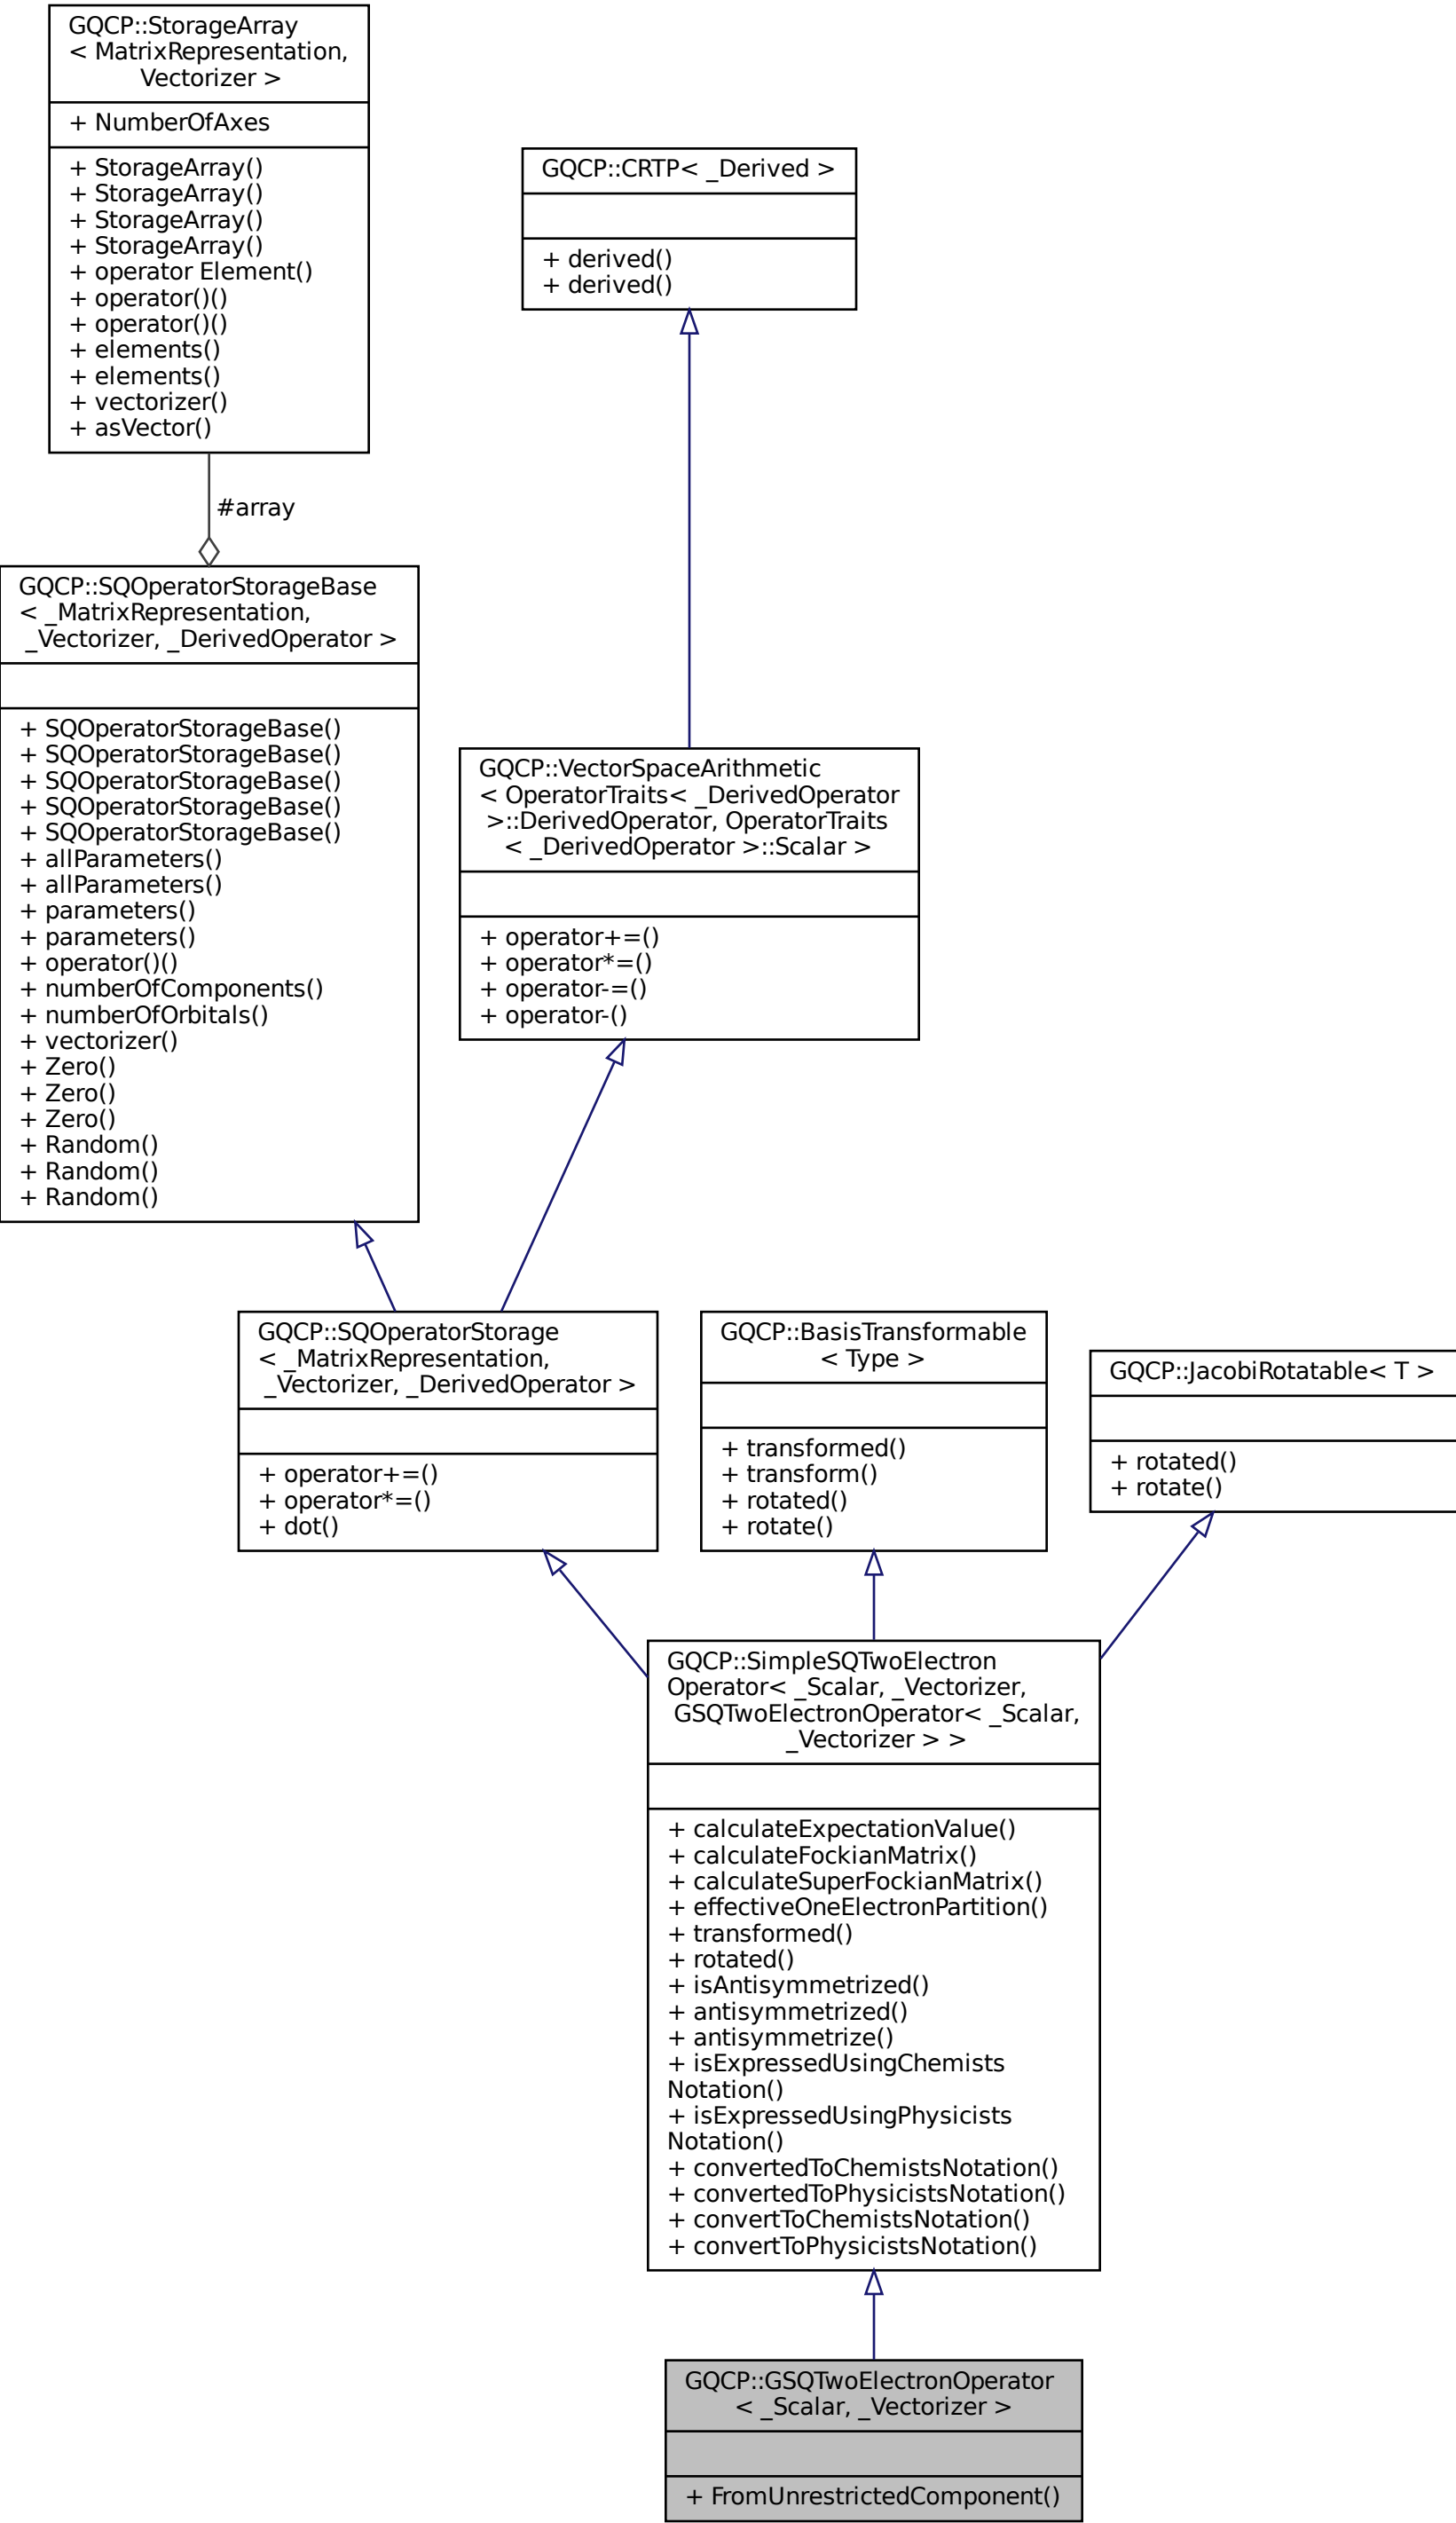 GQCP::StorageArray
< MatrixRepresentation,
Vectorizer >
+ NumberOfAxes
+ StorageArray()
+ StorageArray()
+ StorageArray()
+ StorageArray()
+ operator Element()
+ operator()()
+ operator()()
+ elements()
+ elements()
+ vectorizer()
+ asVector()
GQCP::CRTP< _Derived >
+ derived()
+ derived()
#array
GQCP::SQOperatorStorageBase
< _MatrixRepresentation,
_Vectorizer, _DerivedOperator >
+ SQOperatorStorageBase()
+ SQOperatorStorageBase()
+ SQOperatorStorageBase()
+ SQOperatorStorageBase()
+ SQOperatorStorageBase()
+ allParameters()
+ allParameters()
+ parameters()
+ parameters()
+ operator()()
+ numberOfComponents()
+ numberOfOrbitals()
+ vectorizer()
+ Zero()
+ Zero()
+ Zero()
+ Random()
+ Random()
+ Random()
GQCP::VectorSpaceArithmetic
< OperatorTraits< _DerivedOperator
>::DerivedOperator, OperatorTraits
< _DerivedOperator >::Scalar >
+ operator+=()
+ operator*=()
+ operator-=()
+ operator-()
GQCP::SQOperatorStorage
< _MatrixRepresentation,
_Vectorizer, _DerivedOperator >
+ operator+=()
+ operator*=()
+ dot()
GQCP::BasisTransformable
< Type >
+ transformed()
+ transform()
+ rotated()
+ rotate()
GQCP::JacobiRotatable< T >
+ rotated()
+ rotate()
GQCP::SimpleSQTwoElectron
Operator< _Scalar, _Vectorizer,
GSQTwoElectronOperator< _Scalar,
_Vectorizer > >
+ calculateExpectationValue()
+ calculateFockianMatrix()
+ calculateSuperFockianMatrix()
+ effectiveOneElectronPartition()
+ transformed()
+ rotated()
+ isAntisymmetrized()
+ antisymmetrized()
+ antisymmetrize()
+ isExpressedUsingChemists
Notation()
+ isExpressedUsingPhysicists
Notation()
+ convertedToChemistsNotation()
+ convertedToPhysicistsNotation()
+ convertToChemistsNotation()
+ convertToPhysicistsNotation()
GQCP::GSQTwoElectronOperator
< _Scalar, _Vectorizer >
+ FromUnrestrictedComponent()